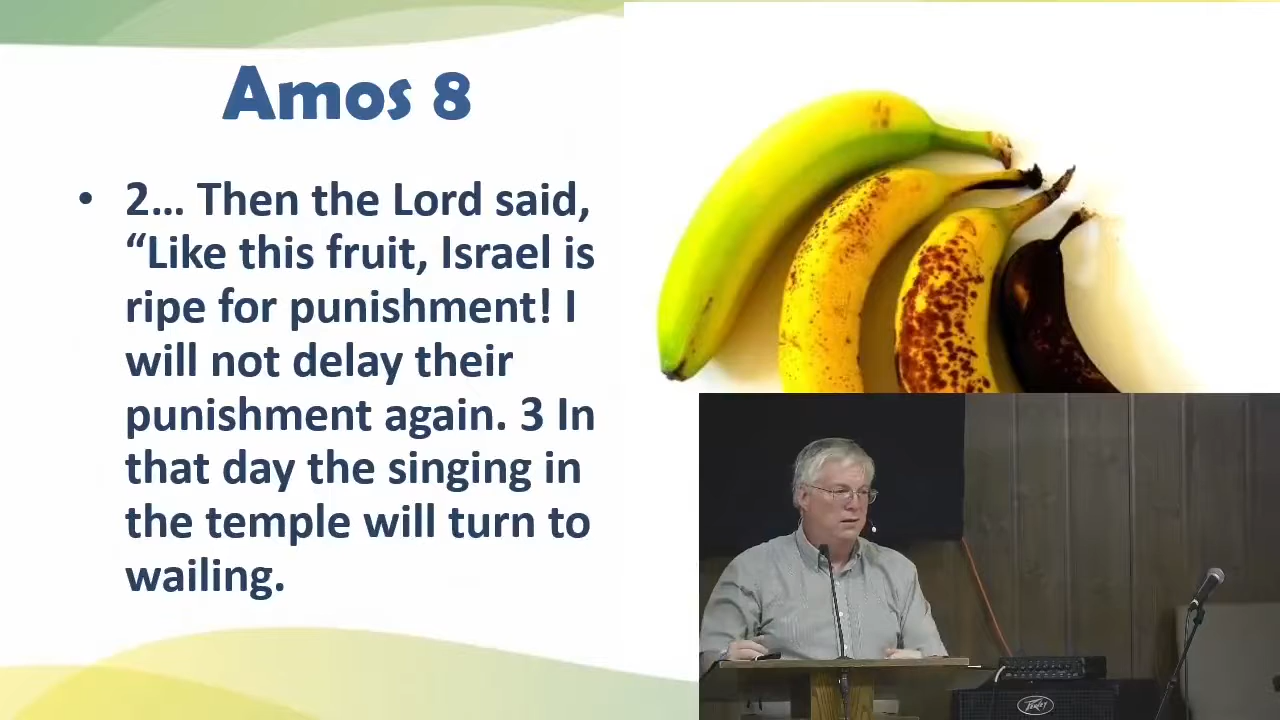 Amos 8
• 2… Then the Lord said,
“Like this fruit, Israel is
ripe for punishment! I
will not delay their
punishment again. 3 In
that day the singing in
the temple will turn to
wailing.
PEAVEY